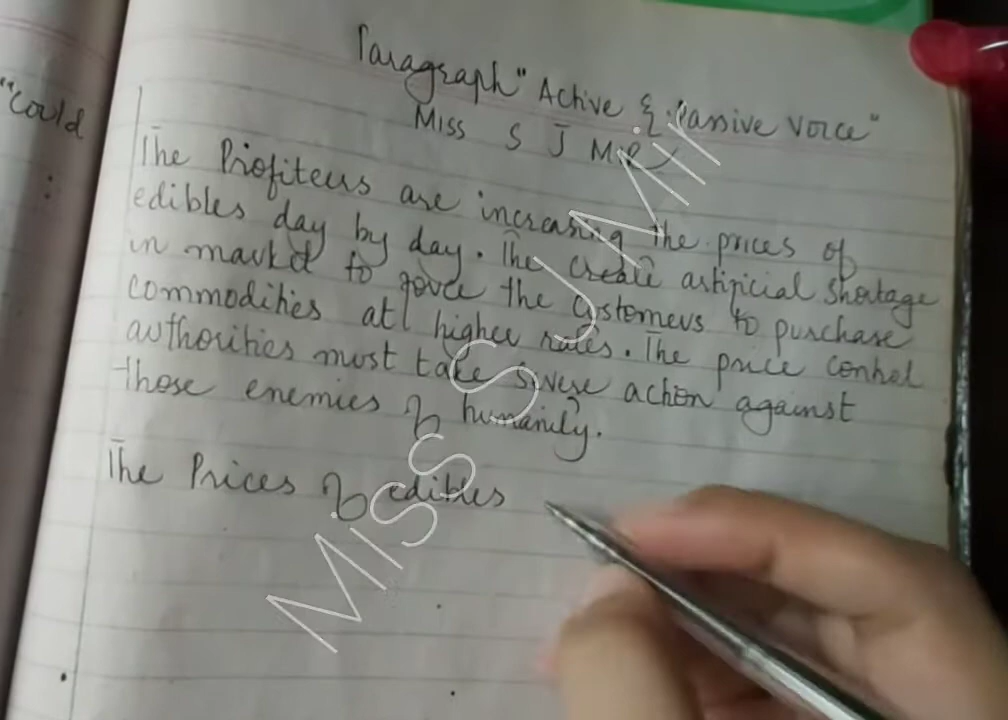 "Could
Paragraph "Active & Passive Voice"
Miss S J Mir
The Profiteers are increasing the prices of
edibles day by day. The create artificial shortage
in market to force the customers to purchase
commodities at higher rates. The price control
authorities must take severe action against
those enemies of humanity.
The Prices of edibles
MiSS S J Mir